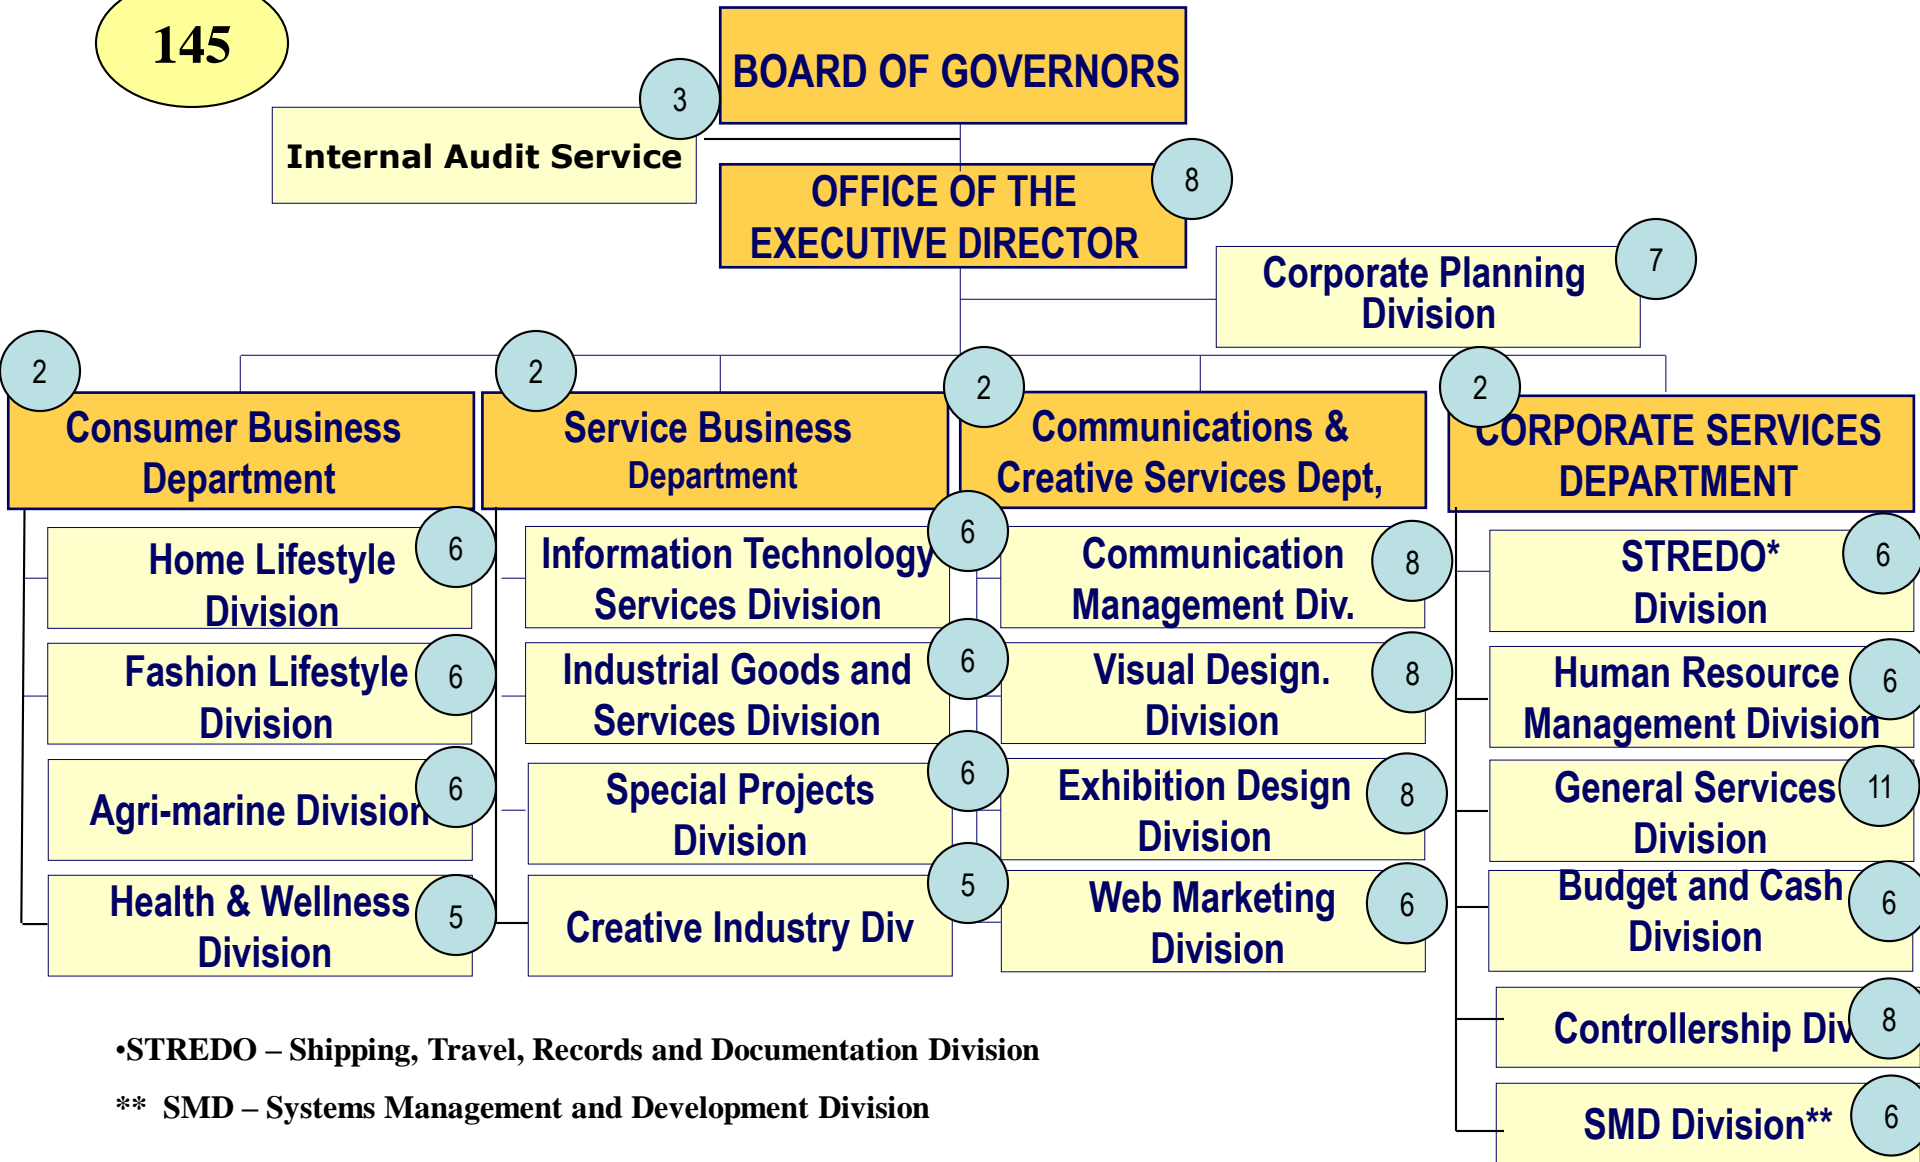 145
BOARD OF GOVERNORS
3
Internal Audit Service
OFFICE OF THE
EXECUTIVE DIRECTOR
8
Corporate Planning
Division
7
2
Consumer Business
Department
2
Service Business
Department
2
Communications &
Creative Services Dept,
2
CORPORATE SERVICES
DEPARTMENT
Home Lifestyle
Division
6
Fashion Lifestyle
Division
6
Agri-marine Division
6
Health & Wellness
Division
5
Information Technology
Services Division
6
Industrial Goods and
Services Division
6
Special Projects
Division
6
Creative Industry Div
5
Communication
Management Div.
8
Visual Design.
Division
8
Exhibition Design
Division
8
Web Marketing
Division
6
STREDO*
Division
6
Human Resource
Management Division
6
General Services
Division
11
Budget and Cash
Division
6
Controllership Div
8
SMD Division**
6
•STREDO – Shipping, Travel, Records and Documentation Division
** SMD – Systems Management and Development Division